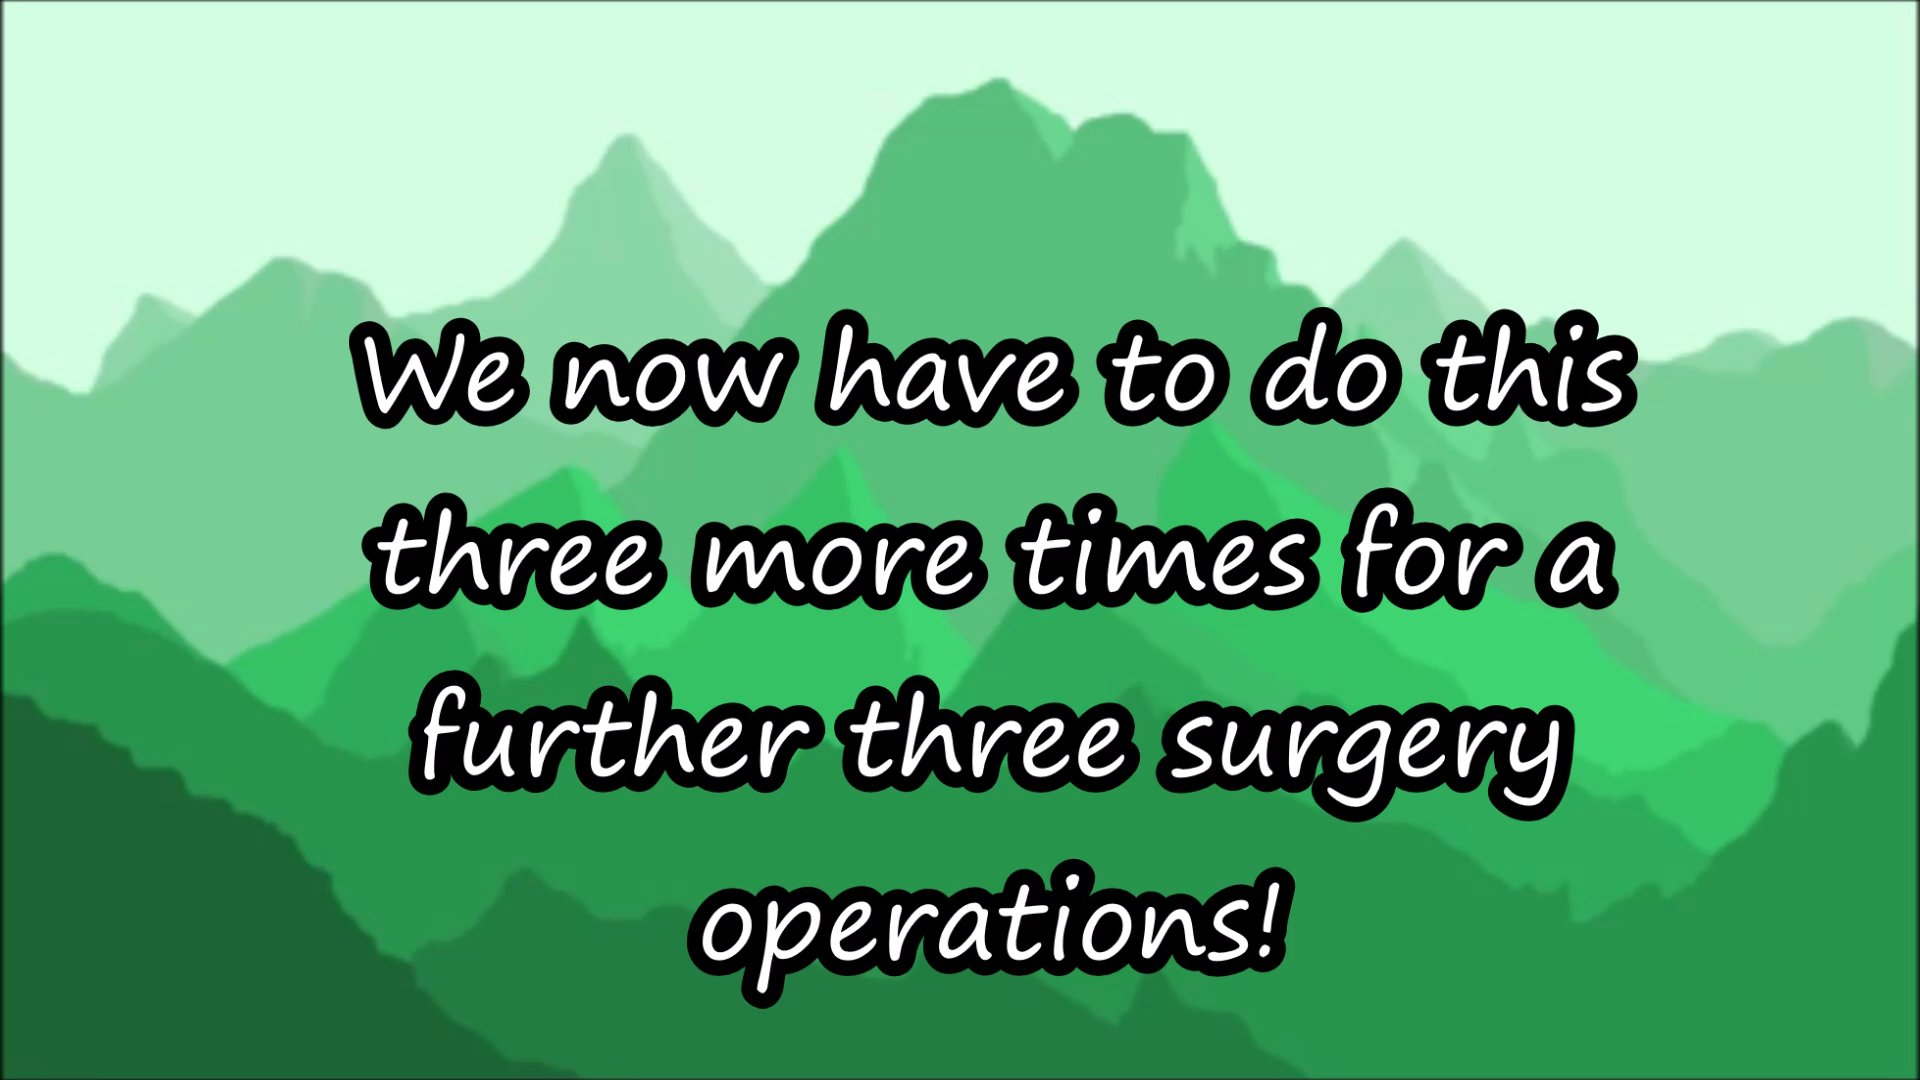 We now have to do this
three more times for a
further three surgery
operations!